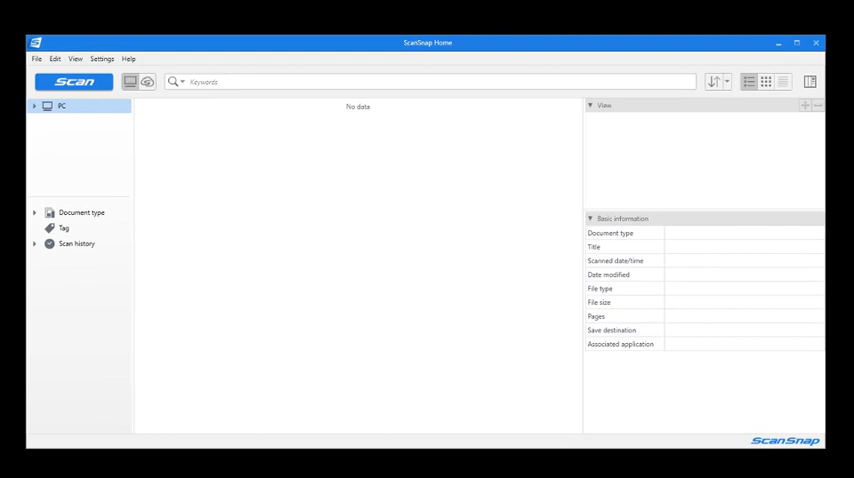 ScanSnap Home
File Edit View Settings Help
Scan
Keywords
PC
No data
View
Document type
Tag
Scan history
Basic information
Document type
Title
Scanned date/time
Date modified
File type
File size
Pages
Save destination
Associated application
ScanSnap